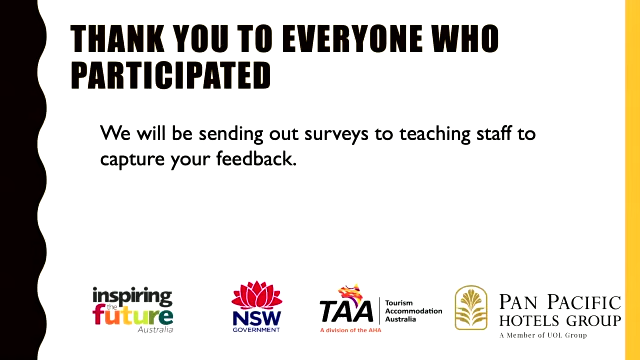 THANK YOU TO EVERYONE WHO
PARTICIPATED
We will be sending out surveys to teaching staff to
capture your feedback.
inspiring
the
future
Australia
NSW
GOVERNMENT
TAA
Tourism
Accommodation
Australia
A division of the AHA
PAN PACIFIC
HOTELS GROUP
A Member of UOL Group